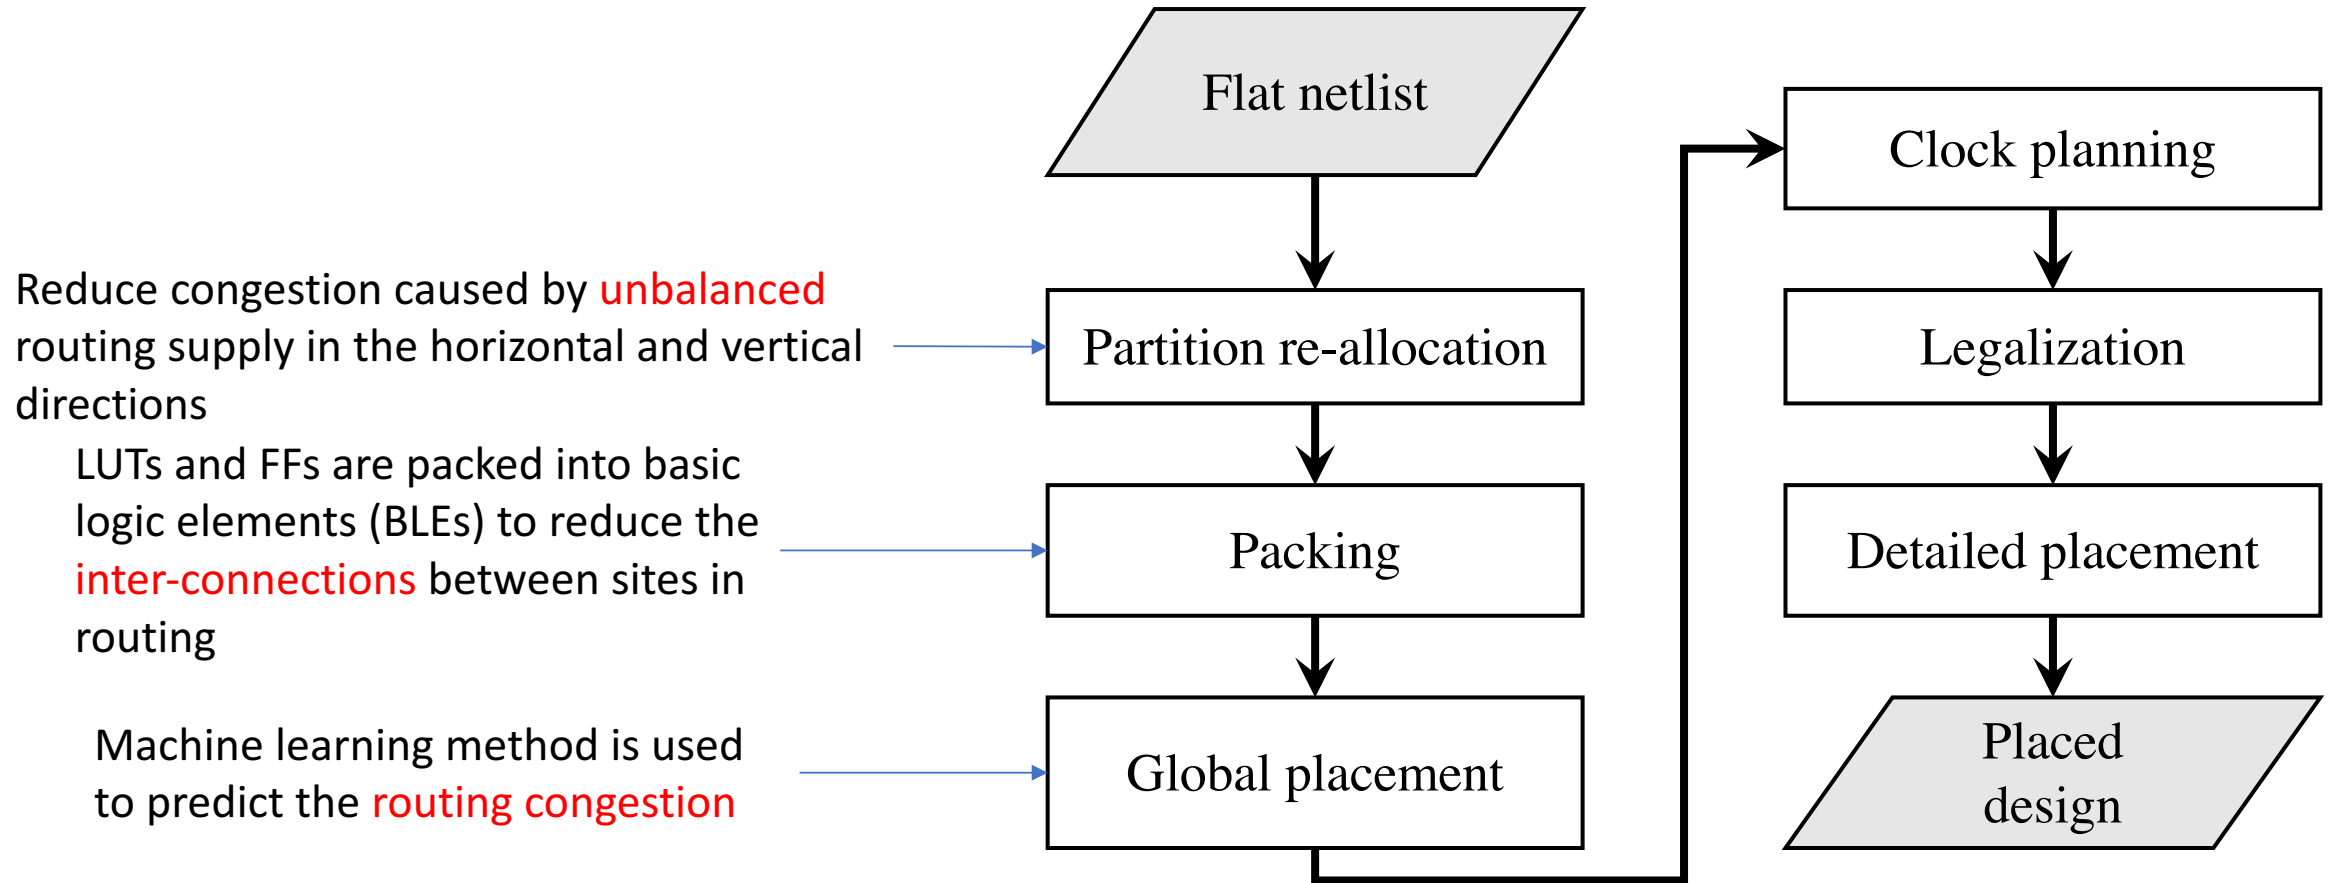 Flat netlist
Reduce congestion caused by unbalanced
routing supply in the horizontal and vertical
directions
Partition re-allocation
LUTs and FFs are packed into basic
logic elements (BLEs) to reduce the
inter-connections between sites in
routing
Packing
Machine learning method is used
to predict the routing congestion
Global placement
Clock planning
Legalization
Detailed placement
Placed
design